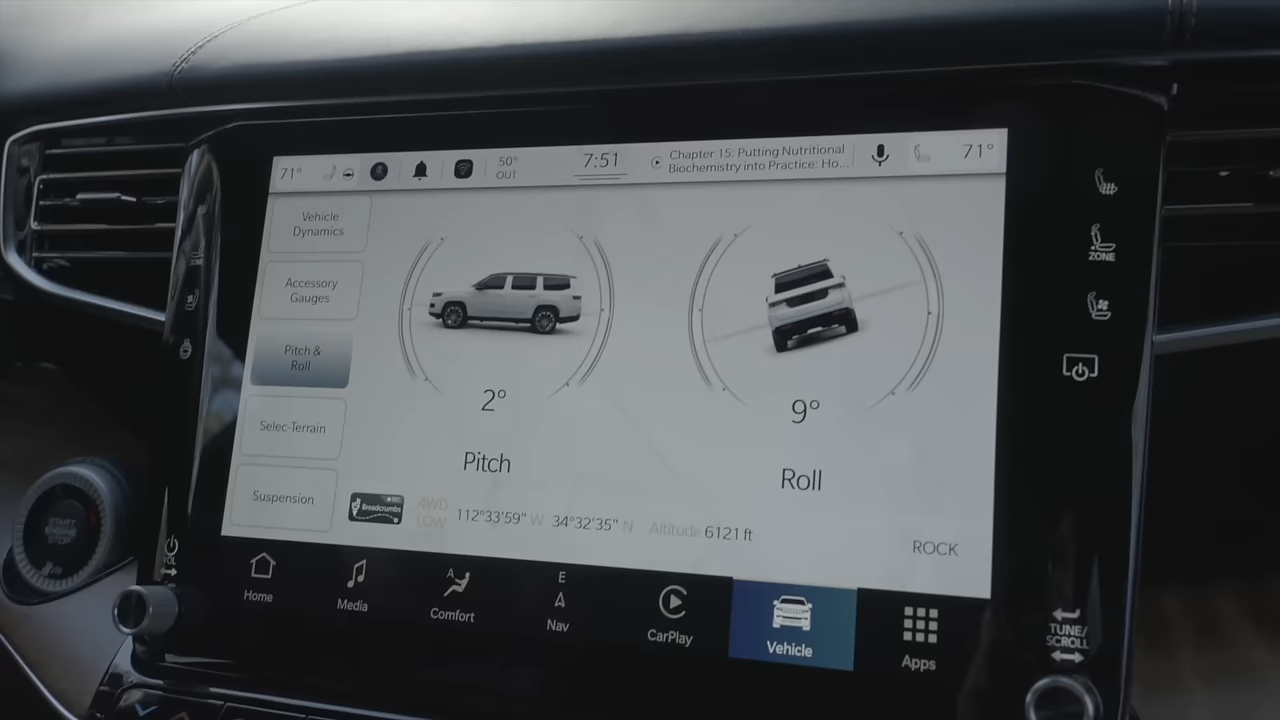 71°
50°
OUT
7:51
Chapter 15: Putting Nutritional
Biochemistry into Practice: Ho...
71°
Vehicle
Dynamics
Accessory
Gauges
Pitch &
Roll
Selec-Terrain
Suspension
2°
Pitch
9°
Roll
Breadcrumbs
4WD
LOW
112°33'59" W 34°32'35" N Altitude 6121 ft
ROCK
Home
Media
A
Comfort
E
Nav
CarPlay
Vehicle
Apps
START
ENGINE
STOP
VOL
ZONE
TUNE/
SCROLL